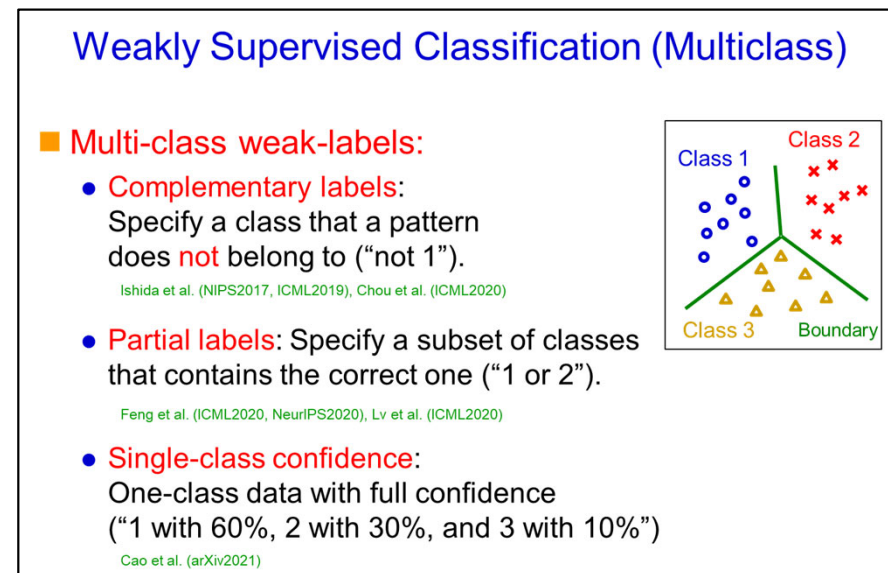 Weakly Supervised Classification (Multiclass)
Multi-class weak-labels:
Complementary labels:
Specify a class that a pattern
does not belong to (“not 1”).
Ishida et al. (NIPS2017, ICML2019), Chou et al. (ICML2020)
Partial labels: Specify a subset of classes
that contains the correct one (“1 or 2”).
Feng et al. (ICML2020, NeurIPS2020), Lv et al. (ICML2020)
Single-class confidence:
One-class data with full confidence
(“1 with 60%, 2 with 30%, and 3 with 10%”)
Cao et al. (arXiv2021)
Class 1
Class 2
Class 3
Boundary